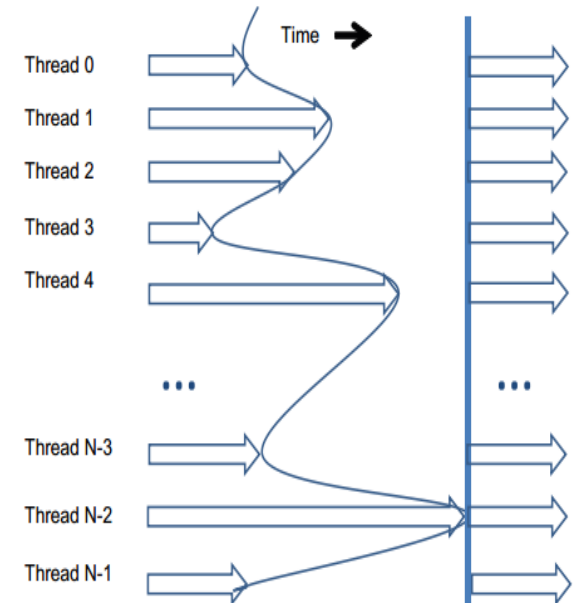 Time
Thread 0
Thread 1
Thread 2
Thread 3
Thread 4
... ...
Thread N-3
Thread N-2
Thread N-1